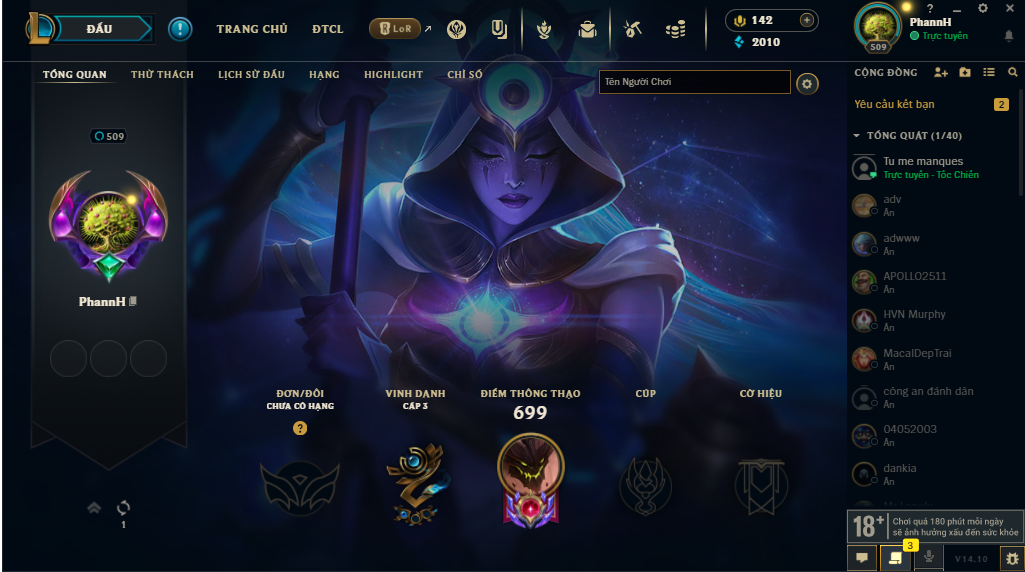 ĐẤU
TRANG CHỦ
ĐTCL
LoR
142
2010
PhannH
Trực tuyến
509
TỔNG QUAN
THỬ THÁCH
LỊCH SỬ ĐẤU
HẠNG
HIGHLIGHT
CHỈ SỐ
Tên Người Chơi
509
PhannH
1
ĐƠN/ĐÔI
CHƯA CÓ HẠNG
?
VINH DANH
CẤP 3
ĐIỂM THÔNG THẠO
699
CÚP
CỜ HIỆU
CỘNG ĐỒNG
Yêu cầu kết bạn
2
TỔNG QUÁT (1/40)
Tu me manques
Trực tuyến - Tốc Chiến
adv
Ẩn
adwww
Ẩn
APOLLO2511
Ẩn
HVN Murphy
Ẩn
MacalDepTrai
Ẩn
công an đánh dân
Ẩn
04052003
Ẩn
dankia
Ẩn
18+
Chơi quá 180 phút mỗi ngày
sẽ ảnh hưởng xấu đến sức khỏe
3
V14.10